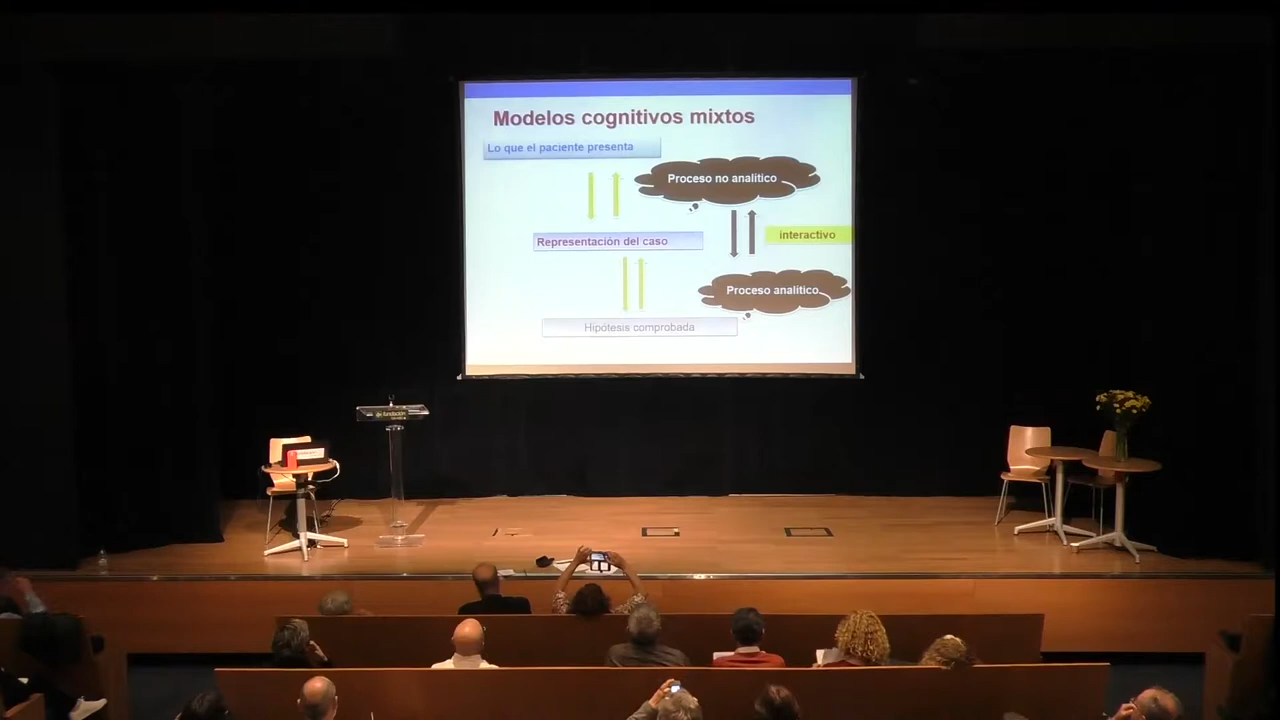 Modelos cognitivos mixtos
Lo que el paciente presenta
Proceso no analítico
interactivo
Representación del caso
Proceso analítico
Hipótesis comprobada
fundación